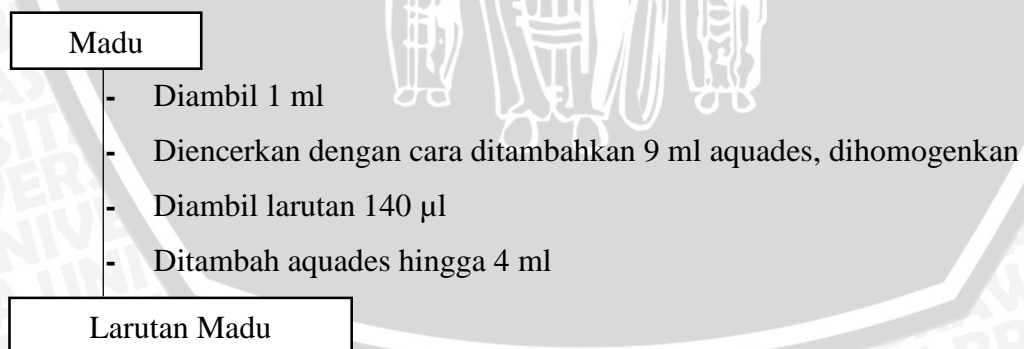 Madu
- Diambil 1 ml
- Diencerkan dengan cara ditambahkan 9 ml aquades, dihomogenkan
- Diambil larutan 140 μl
- Ditambah aquades hingga 4 ml
Larutan Madu